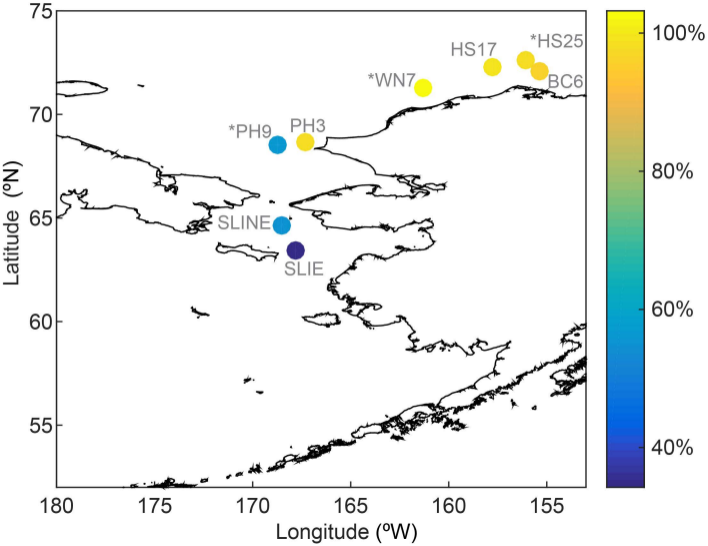 75
*HS25
HS17
100%
*WN7
BC6
70
*PH9
PH3
80%
Latitude (ºN)
65
SLINE
SLIE
60
60%
55
40%
180
175
170
165
160
155
Longitude (ºW)